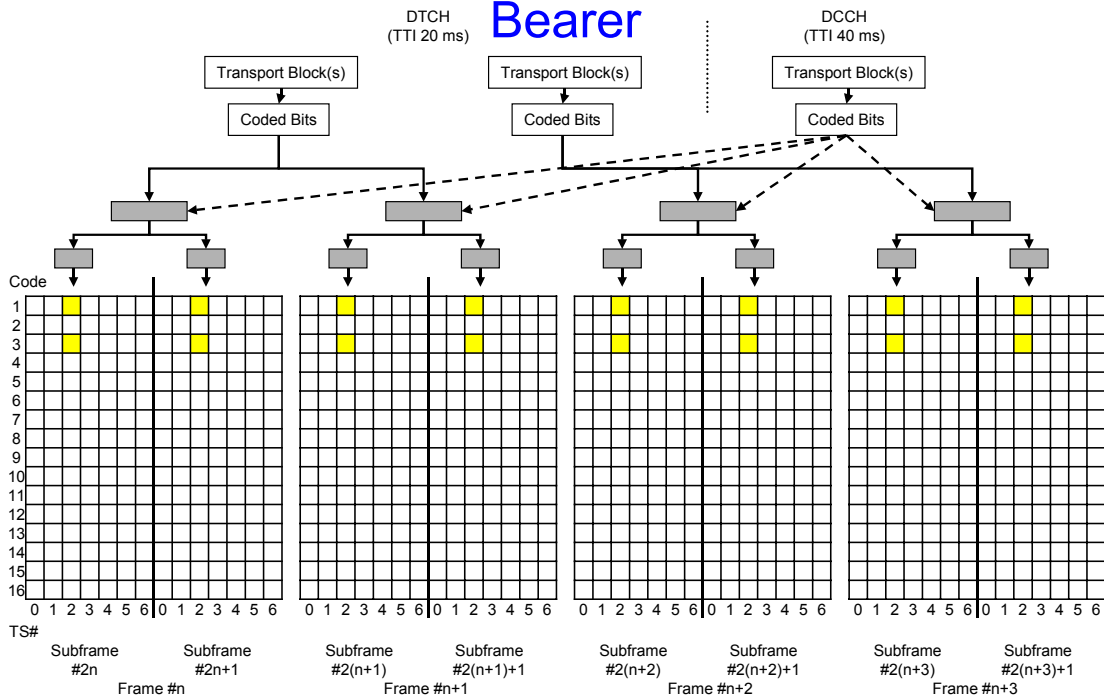 Bearer
DTCH
(TTI 20 ms)
DCCH
(TTI 40 ms)
Transport Block(s)
Transport Block(s)
Transport Block(s)
Coded Bits
Coded Bits
Coded Bits
Code
1
2
3
4
5
6
7
8
9
10
11
12
13
14
15
16
0 1 2 3 4 5 6 0 1 2 3 4 5 6 0 1 2 3 4 5 6 0 1 2 3 4 5 6 0 1 2 3 4 5 6 0 1 2 3 4 5 6 0 1 2 3 4 5 6 0 1 2 3 4 5 6
TS#
Subframe Subframe Subframe Subframe Subframe Subframe Subframe Subframe
#2n #2n+1 #2(n+1) #2(n+1)+1 #2(n+2) #2(n+2)+1 #2(n+3) #2(n+3)+1
Frame #n Frame #n+1 Frame #n+2 Frame #n+3